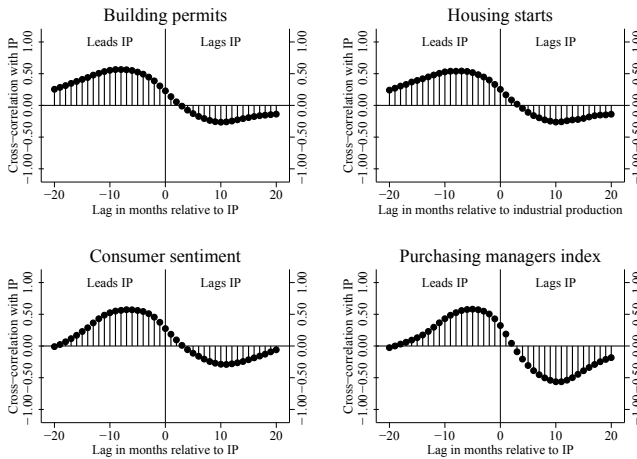 Building permits
Leads IP Lags IP
Cross−correlation with IP
−1.00 −0.50 0.00 0.50 1.00
−1.00 −0.50 0.00 0.50 1.00
−20 −10 0 10 20
Lag in months relative to IP
Housing starts
Leads IP Lags IP
Cross−correlation with IP
−1.00 −0.50 0.00 0.50 1.00
−1.00 −0.50 0.00 0.50 1.00
−20 −10 0 10 20
Lag in months relative to industrial production
Consumer sentiment
Leads IP Lags IP
Cross−correlation with IP
−1.00 −0.50 0.00 0.50 1.00
−1.00 −0.50 0.00 0.50 1.00
−20 −10 0 10 20
Lag in months relative to IP
Purchasing managers index
Leads IP Lags IP
Cross−correlation with IP
−1.00 −0.50 0.00 0.50 1.00
−1.00 −0.50 0.00 0.50 1.00
−20 −10 0 10 20
Lag in months relative to IP